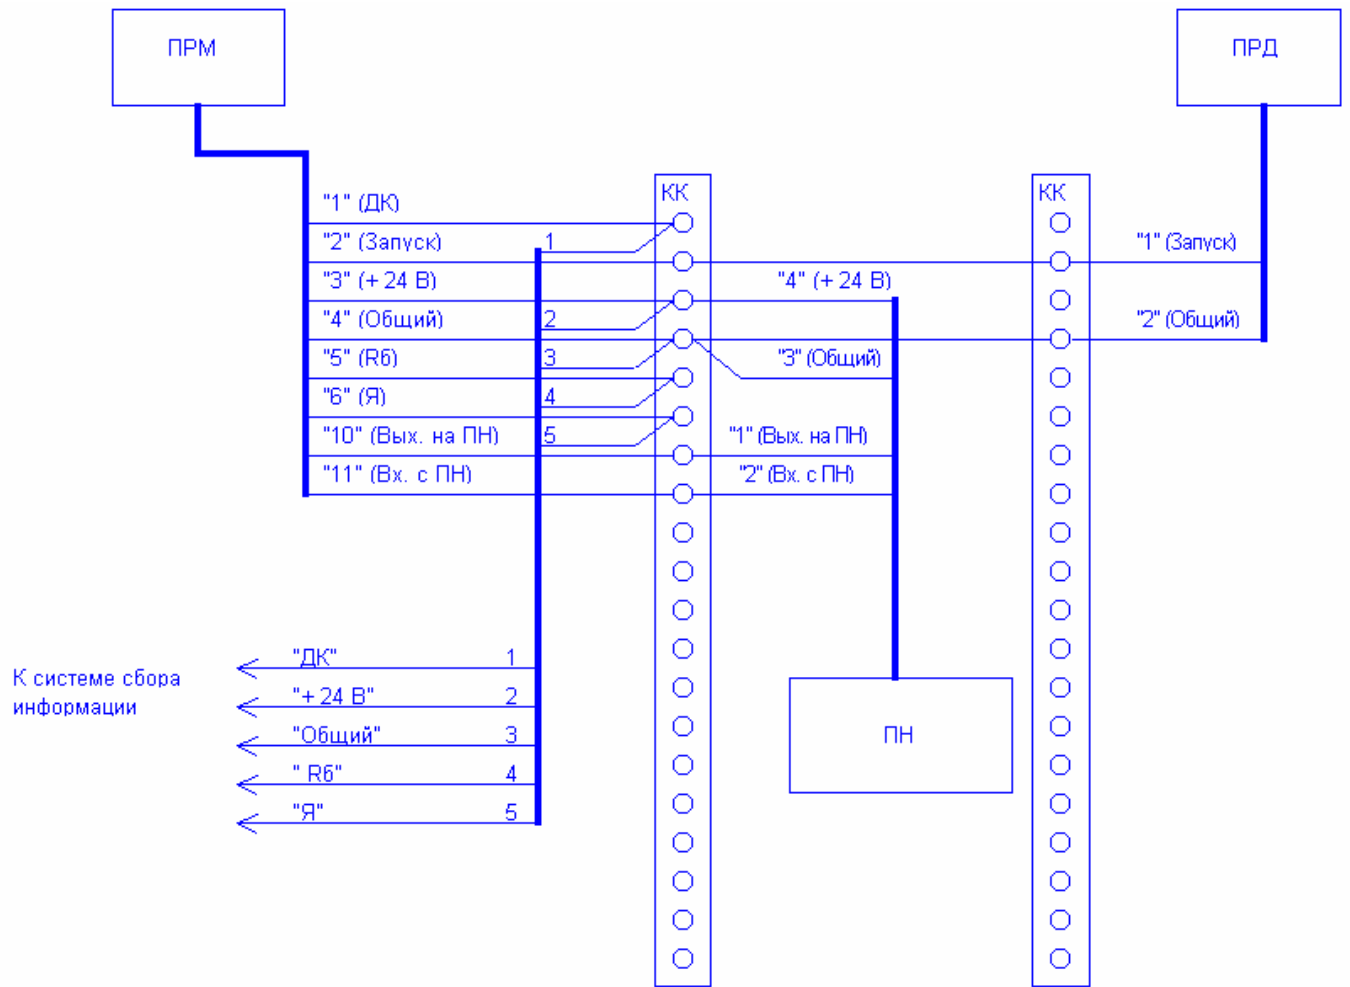 ПРМ
ПРД
КК
КК
"1" (ДК)
"2" (Запуск)
1
"1" (Запуск)
"3" (+ 24 В)
"4" (+ 24 В)
"4" (Общий)
2
"2" (Общий)
"5" (Rб)
3
"3" (Общий)
"6" (Я)
4
"10" (Вых. на ПН)
5
"1" (Вых. на ПН)
"11" (Вх. с ПН)
"2" (Вх. с ПН)
К системе сбора
информации
"ДК"
1
"+ 24 В"
2
"Общий"
3
" Rб"
4
"Я"
5
ПН